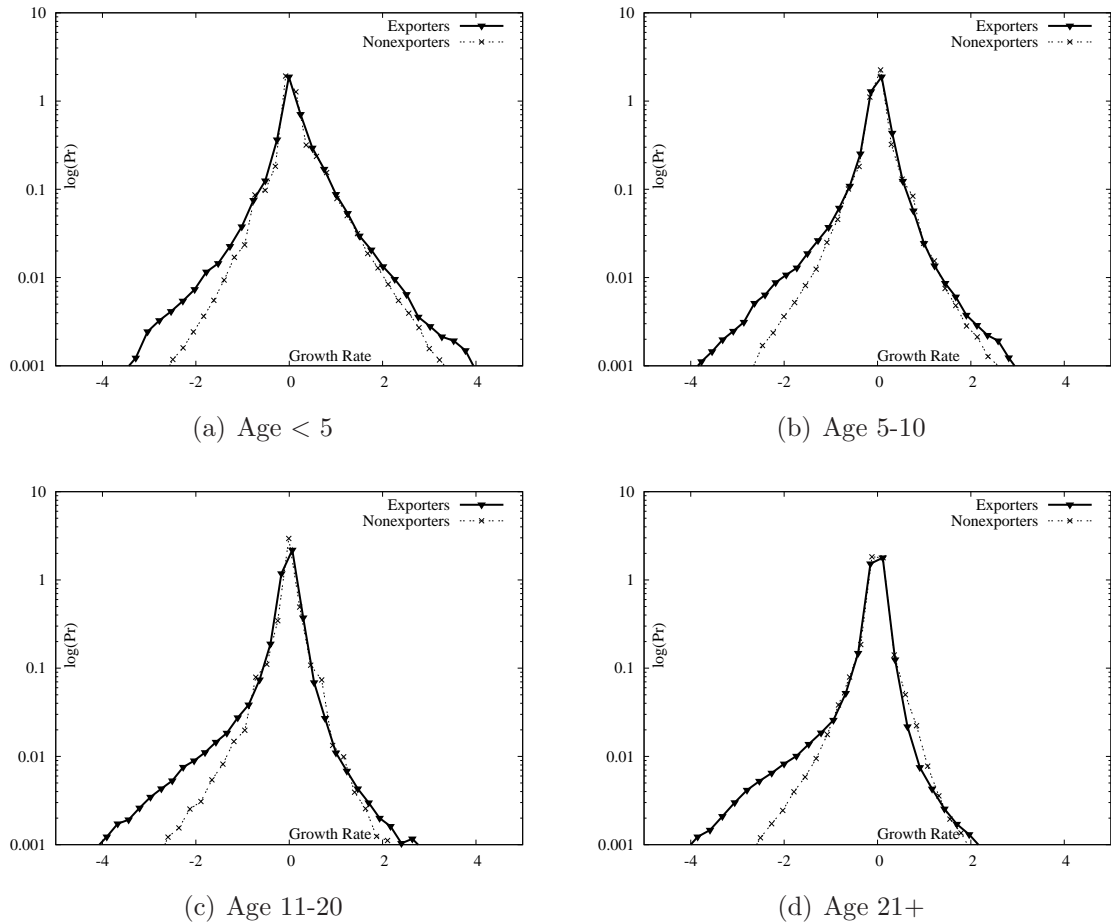 10
Exporters
Nonexporters
1
log(Pr)
0.1
0.01
Growth Rate
0.001
-4 -2 0 2 4
(a) Age < 5
10
Exporters
Nonexporters
1
log(Pr)
0.1
0.01
Growth Rate
0.001
-4 -2 0 2 4
(b) Age 5-10
10
Exporters
Nonexporters
1
log(Pr)
0.1
0.01
Growth Rate
0.001
-4 -2 0 2 4
(c) Age 11-20
10
Exporters
Nonexporters
1
log(Pr)
0.1
0.01
Growth Rate
0.001
-4 -2 0 2 4
(d) Age 21+